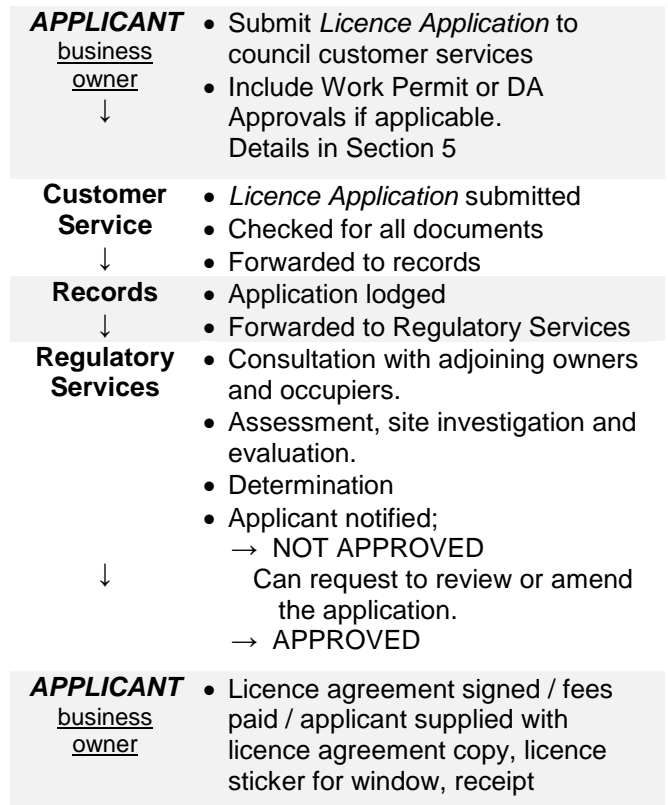 APPLICANT
business
owner
↓
• Submit Licence Application to
council customer services
• Include Work Permit or DA
Approvals if applicable.
Details in Section 5
Customer
Service
↓
• Licence Application submitted
• Checked for all documents
• Forwarded to records
Records
↓
• Application lodged
• Forwarded to Regulatory Services
Regulatory
Services
↓
• Consultation with adjoining owners
and occupiers.
• Assessment, site investigation and
evaluation.
• Determination
• Applicant notified;
→ NOT APPROVED
Can request to review or amend
the application.
→ APPROVED
APPLICANT
business
owner
• Licence agreement signed / fees
paid / applicant supplied with
licence agreement copy, licence
sticker for window, receipt